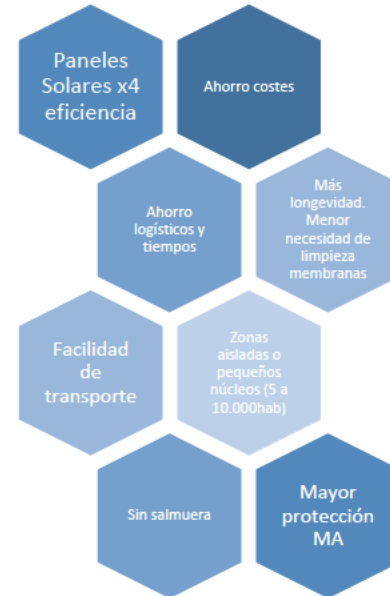 Paneles
Solares x4
eficiencia
Ahorro costes
Ahorro
logísticos y
tiempos
Más
longevidad.
Menor
necesidad de
limpieza
membranas
Facilidad
de
transporte
Zonas
aisladas o
pequeños
núcleos (5 a
10.000hab)
Sin salmuera
Mayor
protección
MA